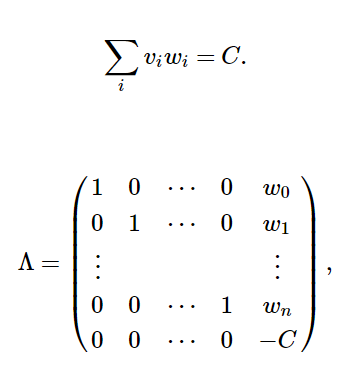 ∑_i v_i w_i = C.
Λ = ( 1 0 ⋯ 0 w_0
0 1 ⋯ 0 w_1
⋮ ⋮
0 0 ⋯ 1 w_n
0 0 ⋯ 0 −C ) ,